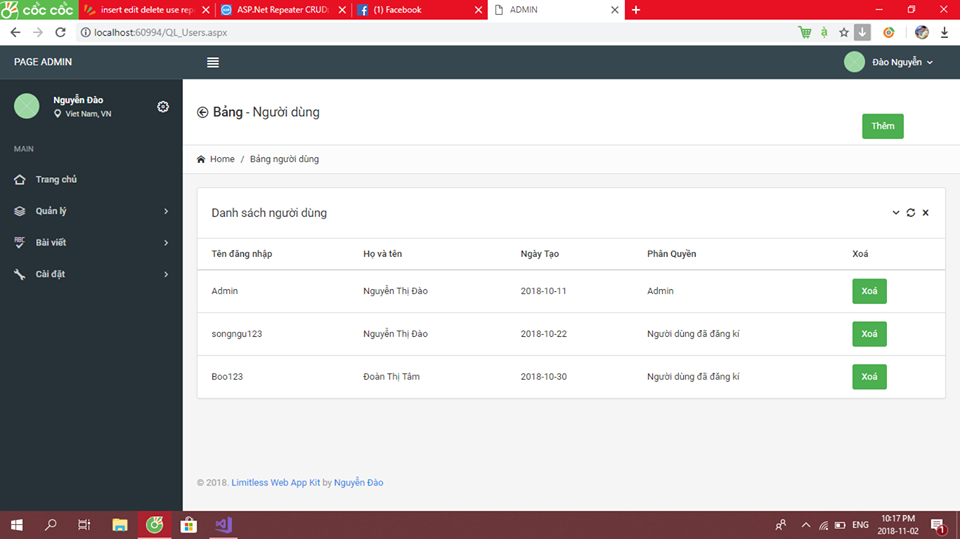 CỐC CỐC
insert edit delete use rep
ASP.Net Repeater CRUD:
(1) Facebook
ADMIN
localhost:60994/QL_Users.aspx
PAGE ADMIN
Đào Nguyễn
Nguyễn Đào
Viet Nam, VN
MAIN
Trang chủ
Quản lý
Bài viết
Cài đặt
Bảng - Người dùng
Thêm
Home / Bảng người dùng
Danh sách người dùng
Tên đăng nhập Họ và tên Ngày Tạo Phân Quyền Xoá
Admin Nguyễn Thị Đào 2018-10-11 Admin Xoá
songngu123 Nguyễn Thị Đào 2018-10-22 Người dùng đã đăng kí Xoá
Boo123 Đoàn Thị Tâm 2018-10-30 Người dùng đã đăng kí Xoá
© 2018. Limitless Web App Kit by Nguyễn Đào
ENG
10:17 PM
2018-11-02
1